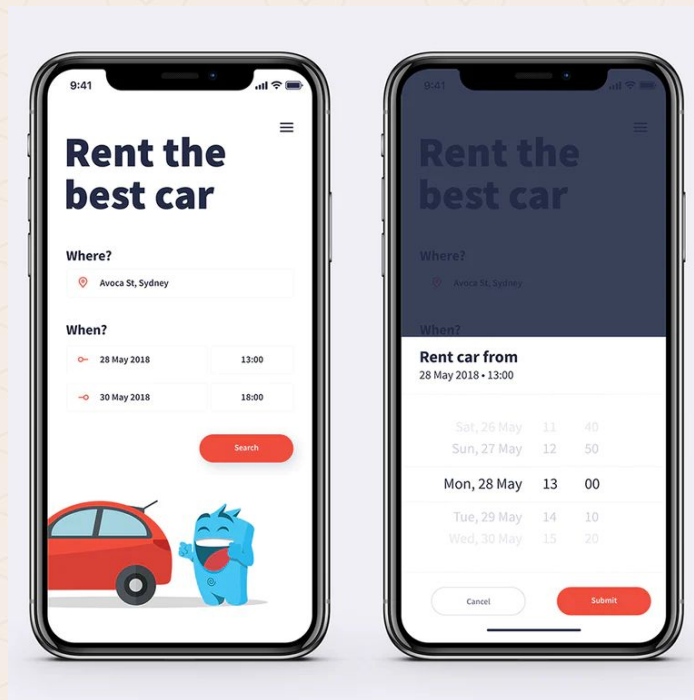 9:41
Rent the
best car
Where?
Avoca St, Sydney
When?
28 May 2018 13:00
30 May 2018 18:00
Search
9:41
Rent the
best car
Where?
Avoca St, Sydney
When?
Rent car from
28 May 2018 • 13:00
Sat, 26 May 11 40
Sun, 27 May 12 50
Mon, 28 May 13 00
Tue, 29 May 14 10
Wed, 30 May 15 20
Cancel Submit